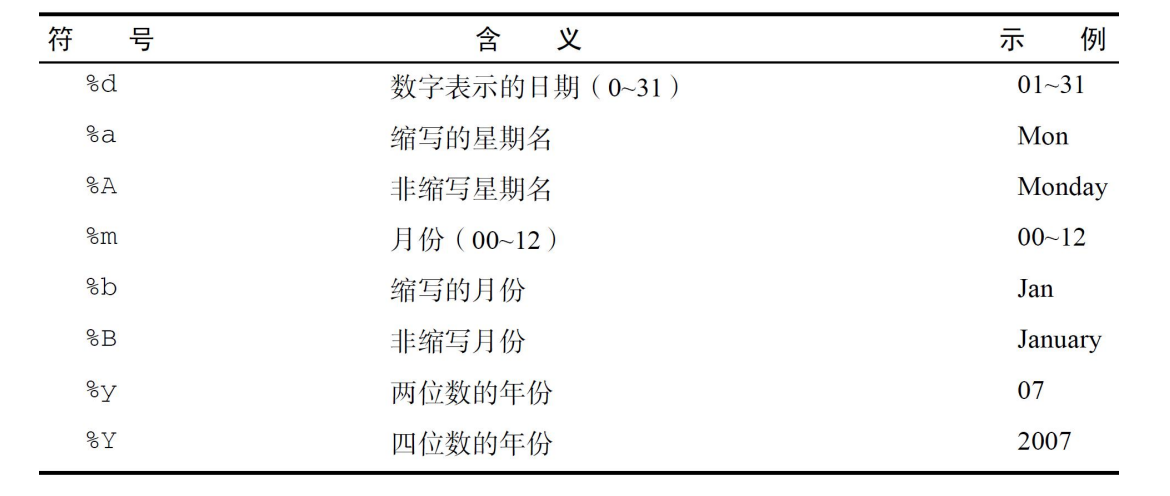 符 号 含 义 示 例
%d 数字表示的日期（0~31） 01~31
%a 缩写的星期名 Mon
%A 非缩写星期名 Monday
%m 月份（00~12） 00~12
%b 缩写的月份 Jan
%B 非缩写月份 January
%y 两位数的年份 07
%Y 四位数的年份 2007